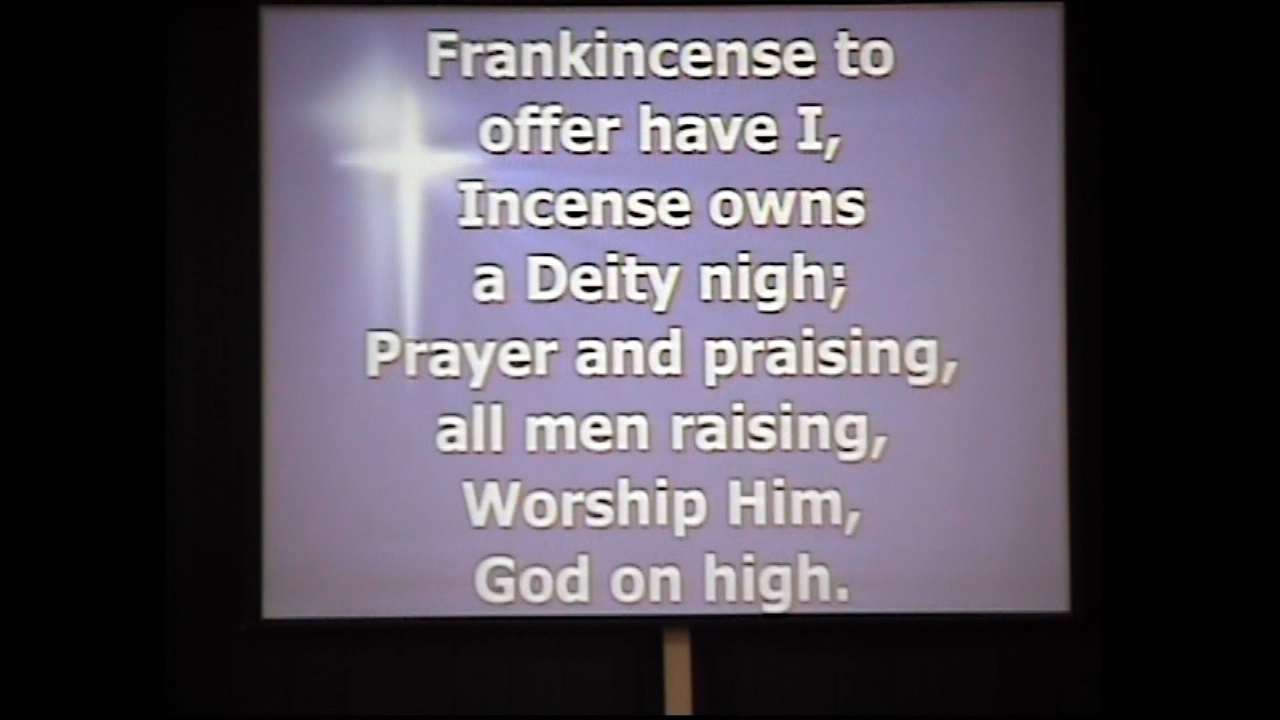 Frankincense to
offer have I,
Incense owns
a Deity nigh;
Prayer and praising,
all men raising,
Worship Him,
God on high.